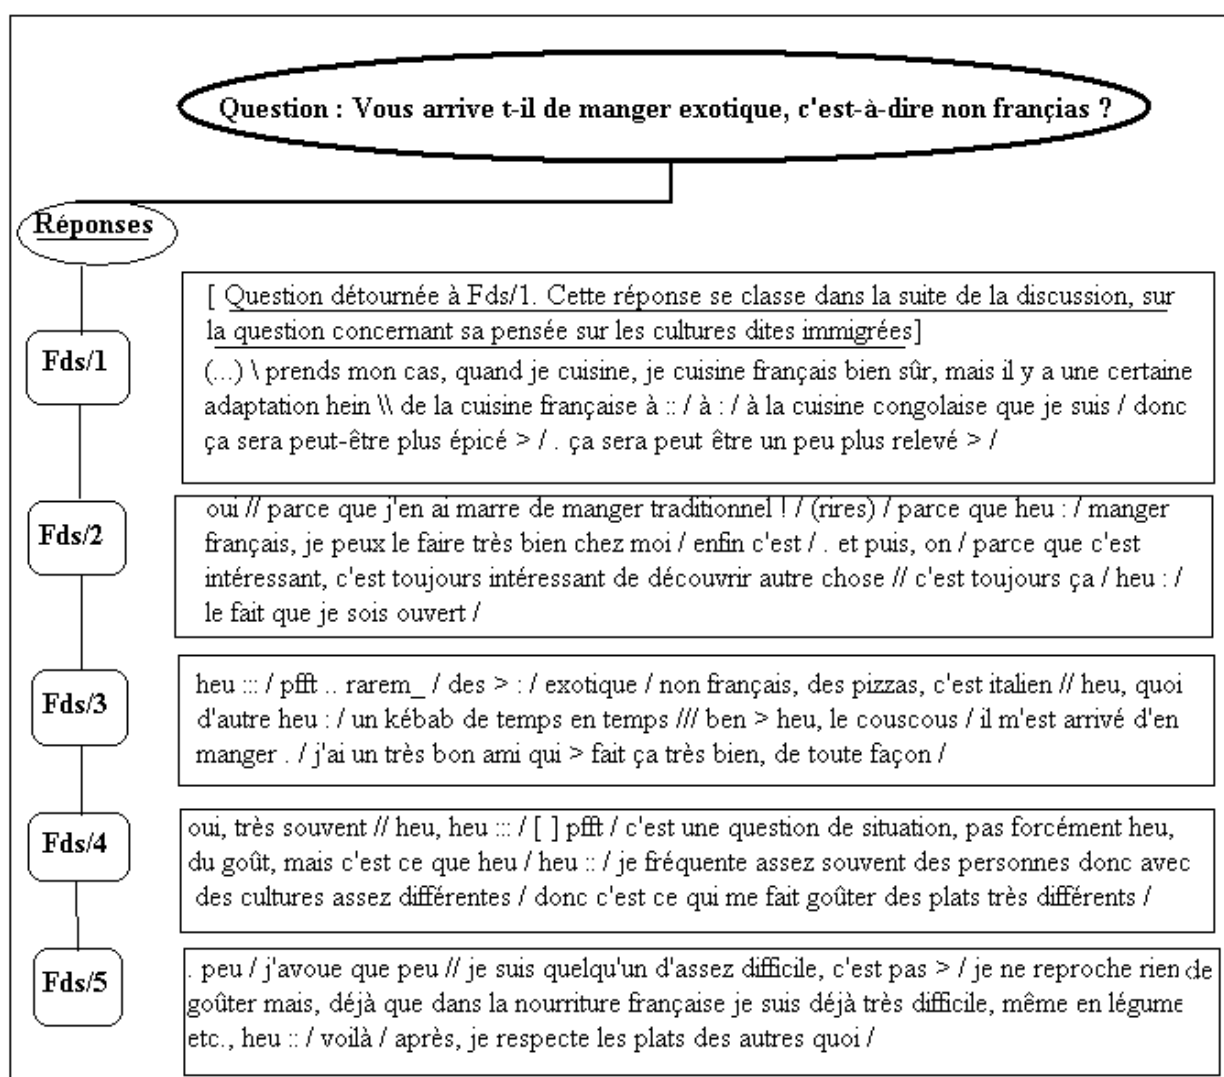 Question : Vous arrive t-il de manger exotique, c'est-à-dire non françias ?
Réponses
Fds/1
[ Question détournée à Fds/1. Cette réponse se classe dans la suite de la discussion, sur
la question concernant sa pensée sur les cultures dites immigrées]
(...) \ prends mon cas, quand je cuisine, je cuisine français bien sûr, mais il y a une certaine
adaptation hein \\ de la cuisine française à :: / à : / à la cuisine congolaise que je suis / donc
ça sera peut-être plus épicé > / . ça sera peut être un peu plus relevé > /
Fds/2
oui // parce que j'en ai marre de manger traditionnel ! / (rires) / parce que heu : / manger
français, je peux le faire très bien chez moi / enfin c'est / . et puis, on / parce que c'est
intéressant, c'est toujours intéressant de découvrir autre chose // c'est toujours ça / heu : /
le fait que je sois ouvert /
Fds/3
heu ::: / pfft .. rarem_ / des > : / exotique / non français, des pizzas, c'est italien // heu, quoi
d'autre heu : / un kébab de temps en temps /// ben > heu, le couscous / il m'est arrivé d'en
manger . / j'ai un très bon ami qui > fait ça très bien, de toute façon /
Fds/4
oui, très souvent // heu, heu ::: / [ ] pfft / c'est une question de situation, pas forcément heu,
du goût, mais c'est ce que heu / heu :: / je fréquente assez souvent des personnes donc avec
des cultures assez différentes / donc c'est ce qui me fait goûter des plats très différents /
Fds/5
. peu / j'avoue que peu // je suis quelqu'un d'assez difficile, c'est pas > / je ne reproche rien de
goûter mais, déjà que dans la nourriture française je suis déjà très difficile, même en légume
etc., heu :: / voilà / après, je respecte les plats des autres quoi /